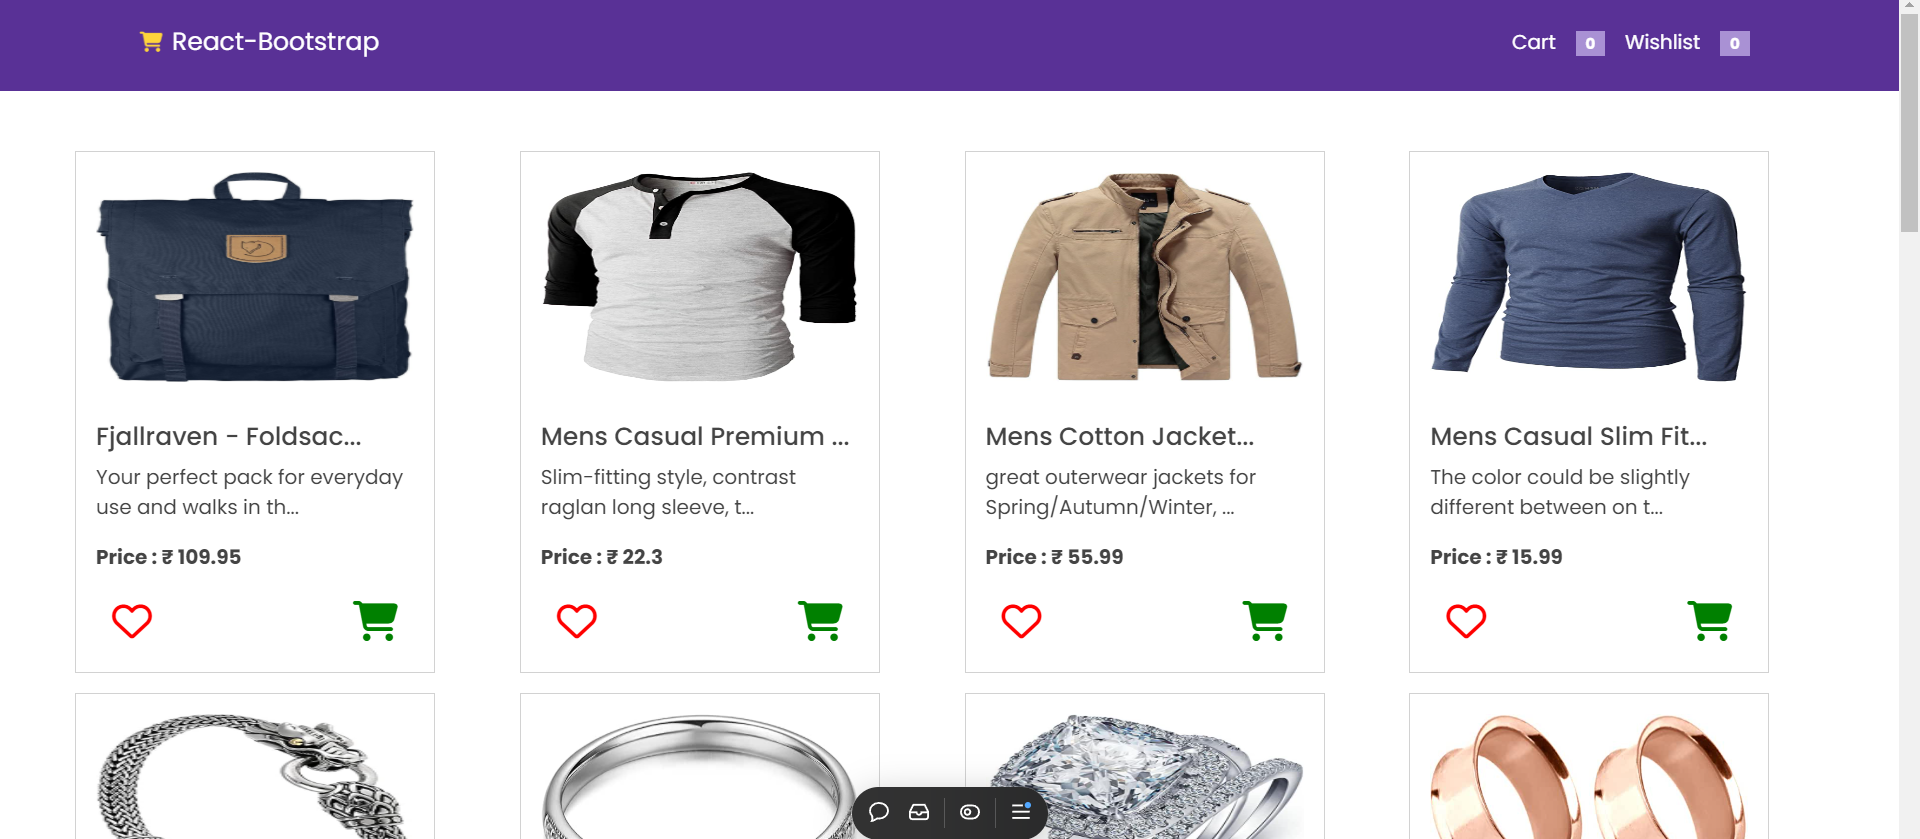 React-Bootstrap
Cart 0 Wishlist 0
Fjallraven - Foldsac...
Your perfect pack for everyday
use and walks in th...
Price : ₹ 109.95
Mens Casual Premium ...
Slim-fitting style, contrast
raglan long sleeve, t...
Price : ₹ 22.3
Mens Cotton Jacket...
great outerwear jackets for
Spring/Autumn/Winter, ...
Price : ₹ 55.99
Mens Casual Slim Fit...
The color could be slightly
different between on t...
Price : ₹ 15.99